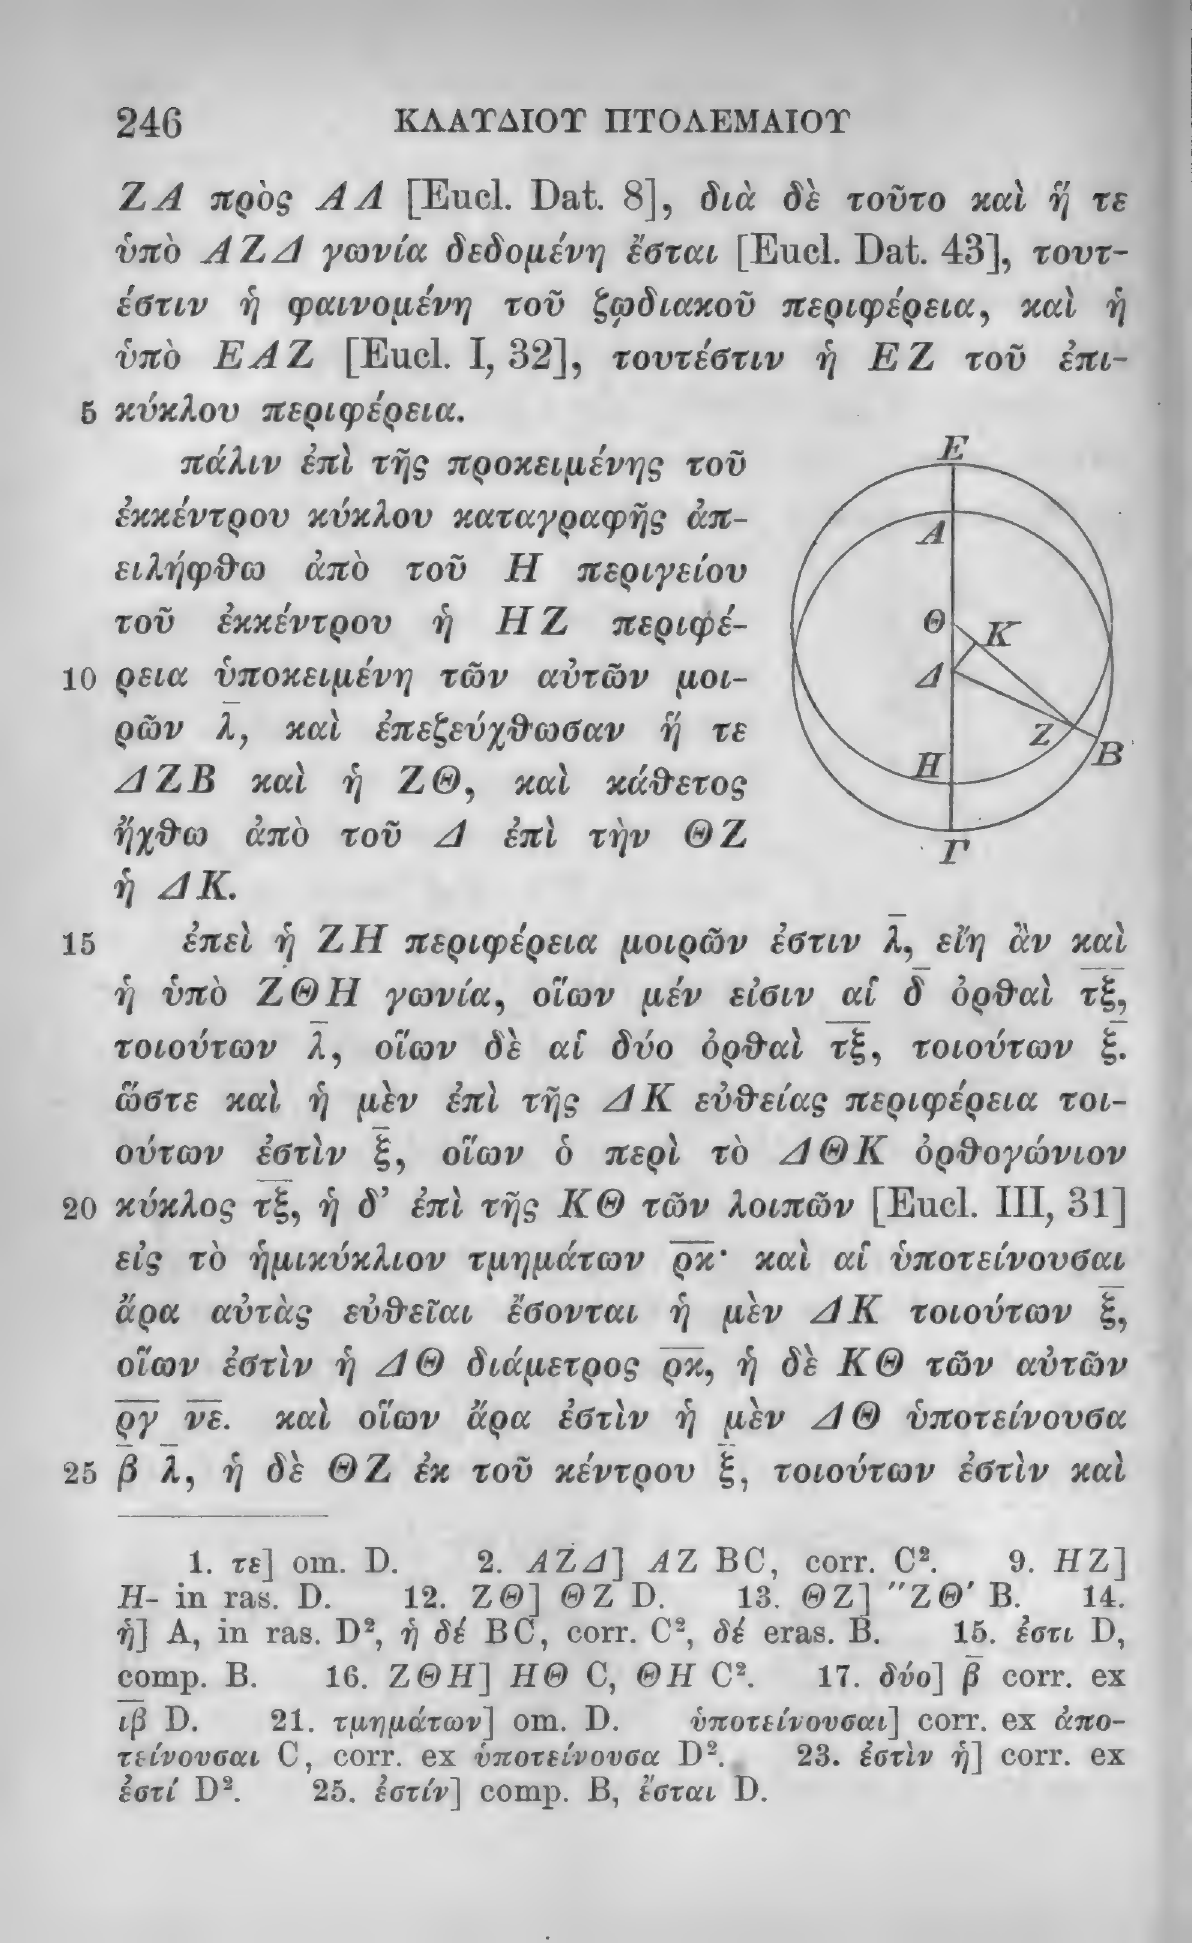 246 ΚΛΑΥΔΙΟΥ ΠΤΟΛΕΜΑΙΟΥ
ΖΔ πρὸς ΑΔ [Eucl. Dat. 8], διὰ δὲ τοῦτο καὶ ἥ τε
ὑπὸ ΑΖΔ γωνία δεδομένη ἔσται [Eucl. Dat. 43], τουτ-
έστιν ἡ φαινομένη τοῦ ζῳδιακοῦ περιφέρεια, καὶ ἡ
ὑπὸ ΕΑΖ [Eucl. I, 32], τουτέστιν ἡ ΕΖ τοῦ ἐπι-
5 κύκλου περιφέρεια.
πάλιν ἐπὶ τῆς προκειμένης τοῦ
ἐκκέντρου κύκλου καταγραφῆς ἀπ-
ειλήφθω ἀπὸ τοῦ Η περιγείου
τοῦ ἐκκέντρου ἡ ΗΖ περιφέ-
10 ρεια ὑποκειμένη τῶν αὐτῶν μοι-
ρῶν λ̅, καὶ ἐπεζεύχθωσαν ἥ τε
ΔΖΒ καὶ ἡ ΖΘ, καὶ κάθετος
ἤχθω ἀπὸ τοῦ Δ ἐπὶ τὴν ΘΖ
ἡ ΔΚ.
Ε
Α
Θ
Κ
Δ
Ζ
Β
Η
Γ
15 ἐπεὶ ἡ ΖΗ περιφέρεια μοιρῶν ἐστιν λ̅, εἴη ἂν καὶ
ἡ ὑπὸ ΖΘΗ γωνία, οἵων μέν εἰσιν αἱ δ̅ ὀρθαὶ τ̅ξ̅,
τοιούτων λ̅, οἵων δὲ αἱ δύο ὀρθαὶ τ̅ξ̅, τοιούτων ξ̅.
ὥστε καὶ ἡ μὲν ἐπὶ τῆς ΔΚ εὐθείας περιφέρεια τοι-
ούτων ἐστὶν ξ̅, οἵων ὁ περὶ τὸ ΔΘΚ ὀρθογώνιον
20 κύκλος τ̅ξ̅, ἡ δ’ ἐπὶ τῆς ΚΘ τῶν λοιπῶν [Eucl. III, 31]
εἰς τὸ ἡμικύκλιον τμημάτων ρ̅κ̅· καὶ αἱ ὑποτείνουσαι
ἄρα αὐτὰς εὐθεῖαι ἔσονται ἡ μὲν ΔΚ τοιούτων ξ̅,
οἵων ἐστὶν ἡ ΔΘ διάμετρος ρ̅κ̅, ἡ δὲ ΚΘ τῶν αὐτῶν
ρ̅γ̅ ν̅ε̅. καὶ οἵων ἄρα ἐστὶν ἡ μὲν ΔΘ ὑποτείνουσα
25 β̅ λ̅, ἡ δὲ ΘΖ ἐκ τοῦ κέντρου ξ̅, τοιούτων ἐστὶν καὶ
1. τε] om. D. 2. ΑΖΔ] ΑΖ BC, corr. C². 9. ΗΖ]
Η- in ras. D. 12. ΖΘ] ΘΖ D. 13. ΘΖ] ″ΖΘ′ B. 14.
ἡ] A, in ras. D², ἡ δέ BC, corr. C², δέ eras. B. 15. ἐστι D,
comp. B. 16. ΖΘΗ] ΗΘ C, ΘΗ C². 17. δύο] β̅ corr. ex
ι̅β̅ D. 21. τμημάτων] om. D. ὑποτείνουσαι] corr. ex ἀπο-
τείνουσαι C, corr. ex ὑποτείνουσα D². 23. ἐστὶν ἡ] corr. ex
ἐστί D². 25. ἐστίν] comp. B, ἔσται D.